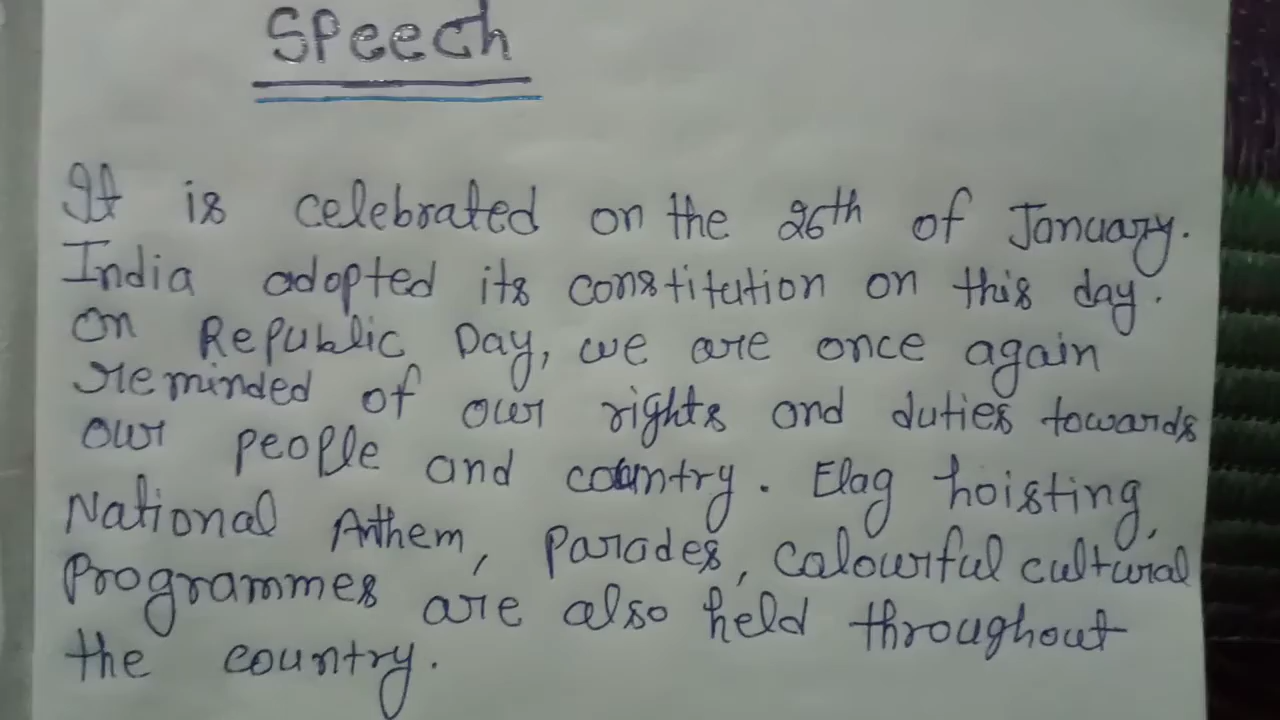 Speech
It is celebrated on the 26th of January.
India adopted its constitution on this day.
On Republic Day, we are once again
reminded of our rights and duties towards
our people and country. Flag hoisting,
National Anthem, Parades, Colourful cultural
Programmes are also held throughout
the country.